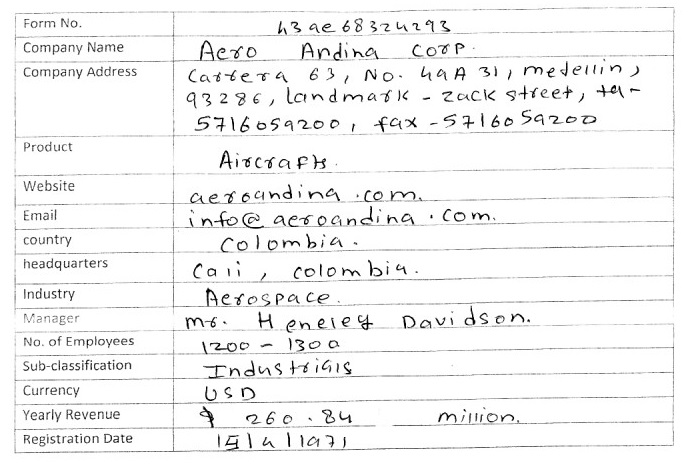 Form No. h3ae68324293
Company Name Aero Andina Corp.
Company Address Carrera 63, No. 49A 31, medellin,
93286, landmark - zack street, tel-
5716059200, fax - 5716059200
Product Aircrafts.
Website aeroandina.com.
Email info@aeroandina.com.
country Colombia.
headquarters Cali, colombia.
Industry Aerospace.
Manager mr. Heneley Davidson.
No. of Employees 1200 - 1300
Sub-classification Industrials
Currency USD
Yearly Revenue $ 260.84 million.
Registration Date 15/9/1971